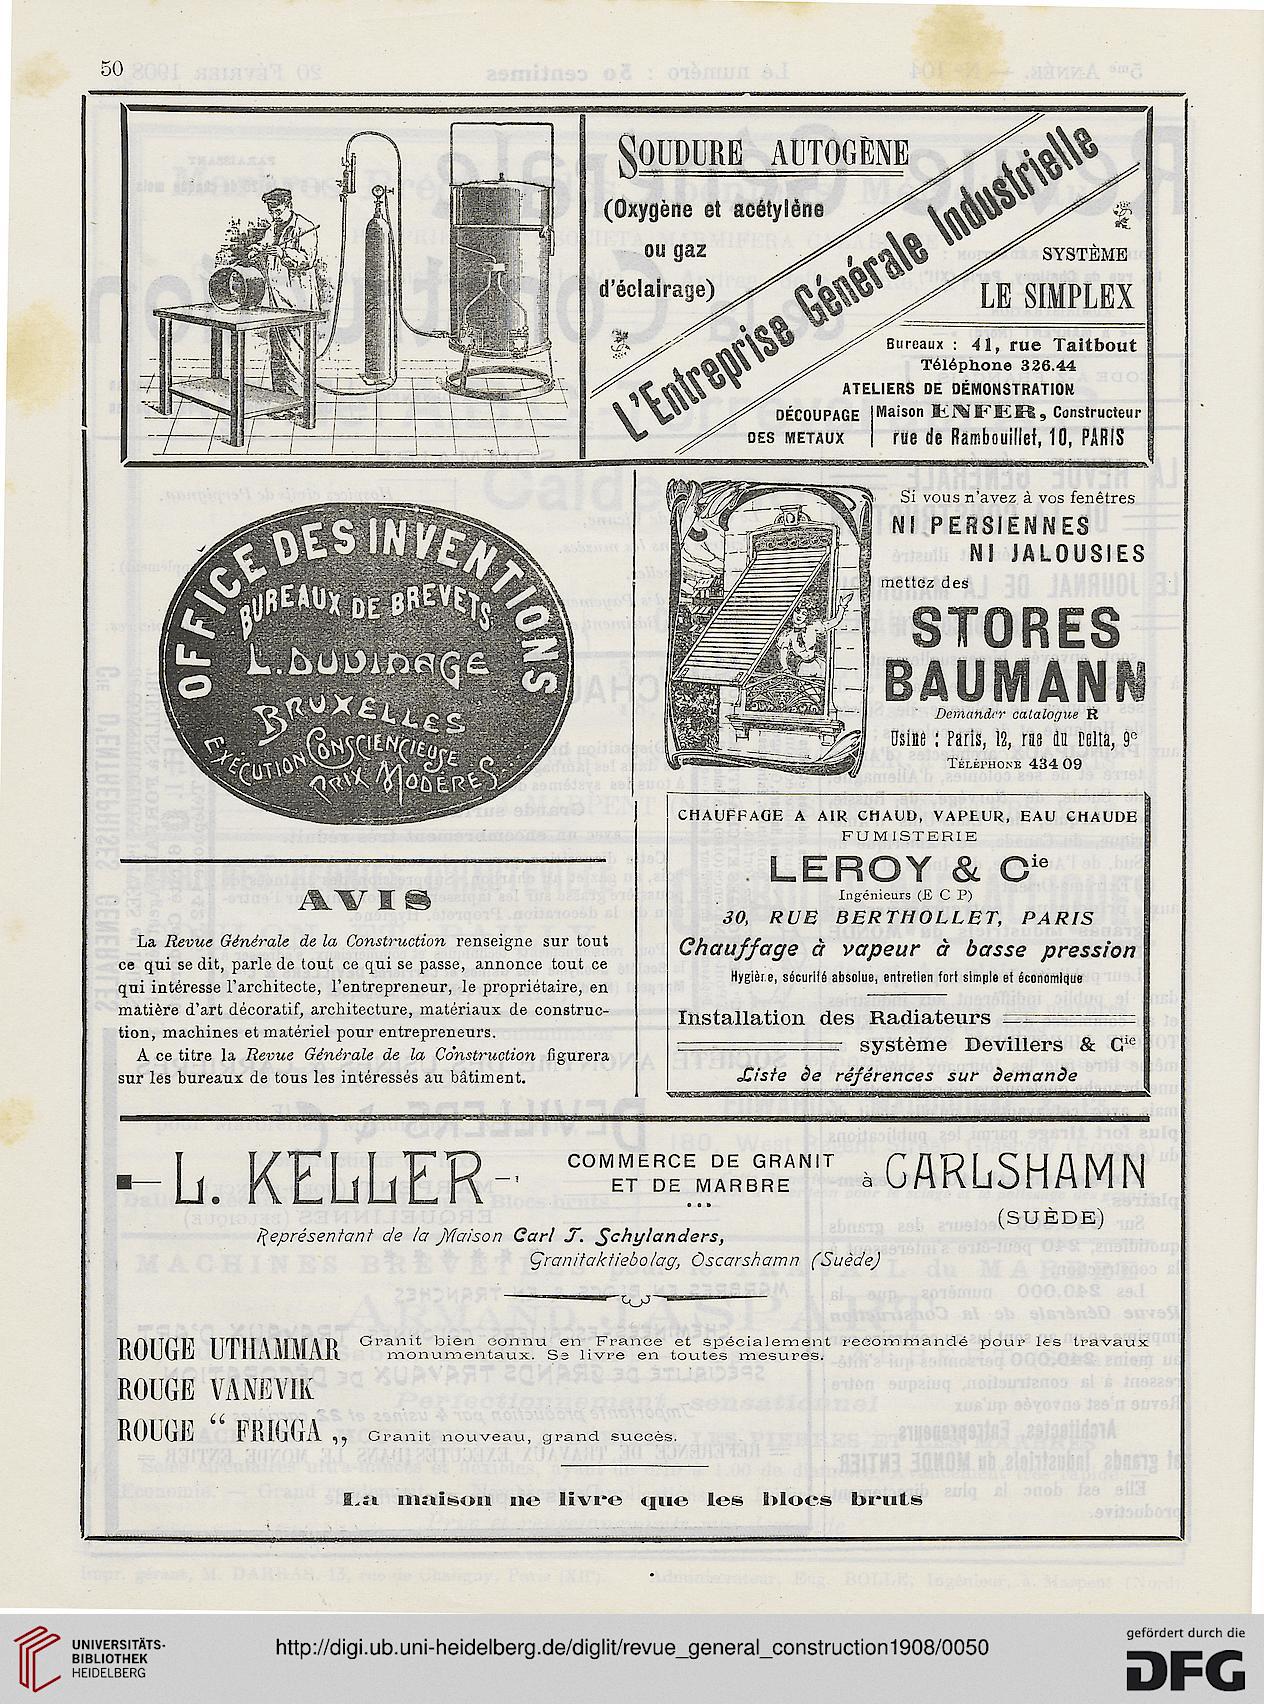 50
SOUDURE AUTOGÈNE
(Oxygène et acétylène
ou gaz
d'éclairage)
L'Entreprise Générale Industrielle
SYSTÈME
LE SIMPLEX
Bureaux : 41, rue Taitbout
Téléphone 326.44
ATELIERS DE DÉMONSTRATION
DÉCOUPAGE
DES METAUX
Maison ENFER, Constructeur
rue de Rambouillet, 10, PARIS
OFFICE DES INVENTIONS
BUREAUX DE BREVETS
L. DUVINAGE
BRUXELLES
EXÉCUTION CONSCIENCIEUSE
PRIX MODÉRÉS
Si vous n'avez à vos fenêtres
NI PERSIENNES
NI JALOUSIES
mettez des
STORES
BAUMANN
Demander catalogue R
Usine : Paris, 12, rue du Delta, 9e
TÉLÉPHONE 434 09
AVIS
La Revue Générale de la Construction renseigne sur tout
ce qui se dit, parle de tout ce qui se passe, annonce tout ce
qui intéresse l'architecte, l'entrepreneur, le propriétaire, en
matière d'art décoratif, architecture, matériaux de construc-
tion, machines et matériel pour entrepreneurs.
A ce titre la Revue Générale de la Construction figurera
sur les bureaux de tous les intéressés au bâtiment.
CHAUFFAGE A AIR CHAUD, VAPEUR, EAU CHAUDE
FUMISTERIE
LEROY & Cie
Ingénieurs (E C P)
30, RUE BERTHOLLET, PARIS
Chauffage à vapeur à basse pression
Hygiène, sécurité absolue, entretien fort simple et économique
Installation des Radiateurs
système Devillers & Cie
Liste de références sur demande
L. KELLER
COMMERCE DE GRANIT
ET DE MARBRE
à CARLSHAMN
(SUÈDE)
Représentant de la Maison Carl J. Schylanders,
Granitaktiebolag, Oscarshamn (Suède)
ROUGE UTHAMMAR Granit bien connu en France et spécialement recommandé pour les travaux
monumentaux. Se livre en toutes mesures.
ROUGE VANEVIK
ROUGE “ FRIGGA „ Granit nouveau, grand succès.
La maison ne livre que les blocs bruts
UNIVERSITÄTS-
BIBLIOTHEK
HEIDELBERG
http://digi.ub.uni-heidelberg.de/diglit/revue_general_construction1908/0050
gefördert durch die
DFG